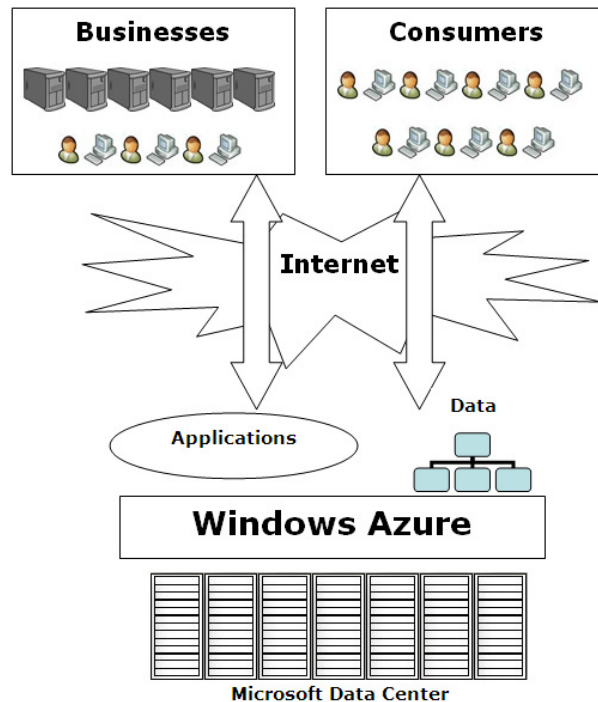 Businesses
Consumers
Internet
Data
Applications
Windows Azure
Microsoft Data Center